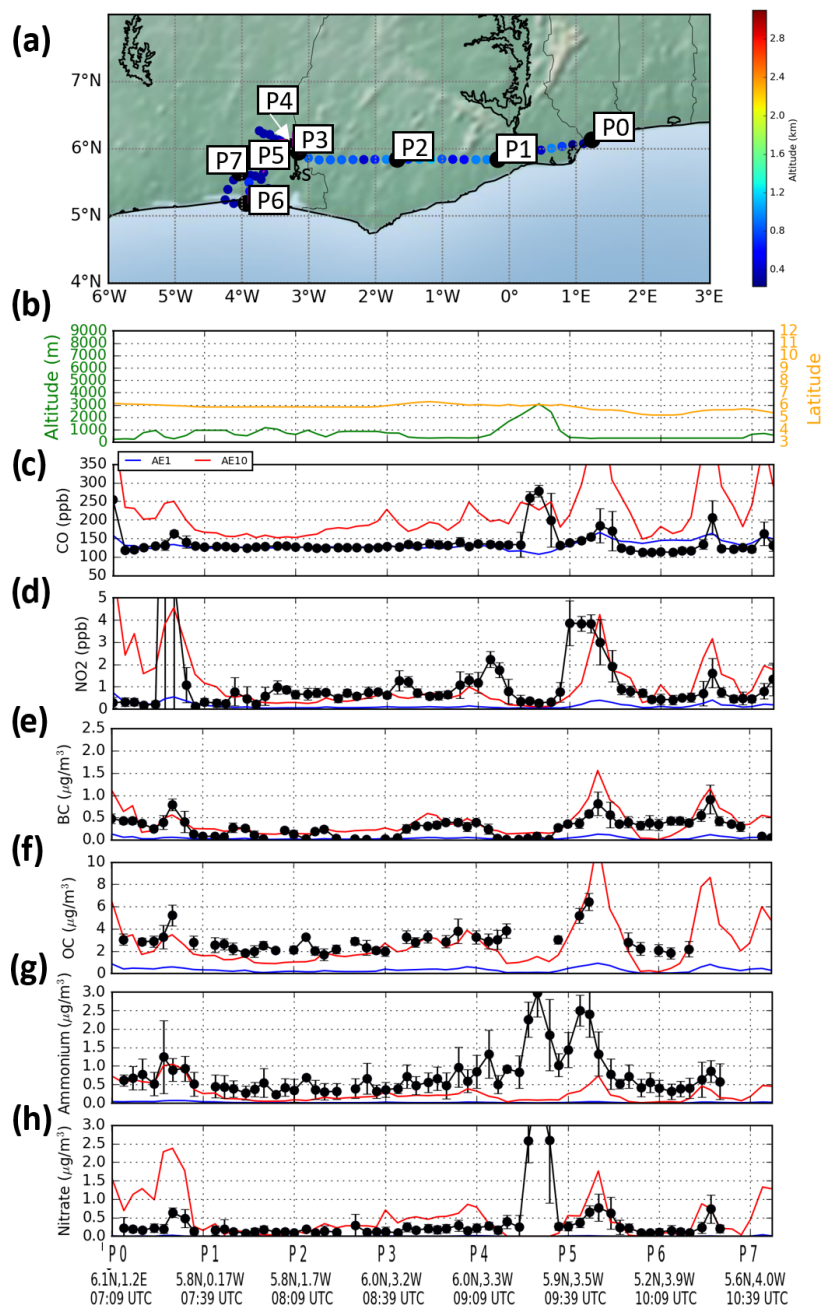 (a)
7°N
6°N
5°N
4°N
P4
P3
P7
P5
P6
S
P2
P1
P0
6°W 5°W 4°W 3°W 2°W 1°W 0° 1°E 2°E 3°E
2.8
2.4
2.0
1.6
1.2
0.8
0.4
Altitude (km)
(b)
Altitude (m)
9000
8000
7000
6000
5000
4000
3000
2000
1000
0
12
11
10
9
8
7
6
5
4
3
Latitude
(c)
AE1 AE10
CO (ppb)
350
300
250
200
150
100
50
(d)
NO2 (ppb)
5
4
3
2
1
0
(e)
BC (μg/m³)
2.5
2.0
1.5
1.0
0.5
0.0
(f)
OC (μg/m³)
10
8
6
4
2
0
(g)
Ammonium (μg/m³)
3.0
2.5
2.0
1.5
1.0
0.5
0.0
(h)
Nitrate (μg/m³)
3.0
2.5
2.0
1.5
1.0
0.5
0.0
P0 P1 P2 P3 P4 P5 P6 P7
6.1N,1.2E 5.8N,0.17W 5.8N,1.7W 6.0N,3.2W 6.0N,3.3W 5.9N,3.5W 5.2N,3.9W 5.6N,4.0W
07:09 UTC 07:39 UTC 08:09 UTC 08:39 UTC 09:09 UTC 09:39 UTC 10:09 UTC 10:39 UTC